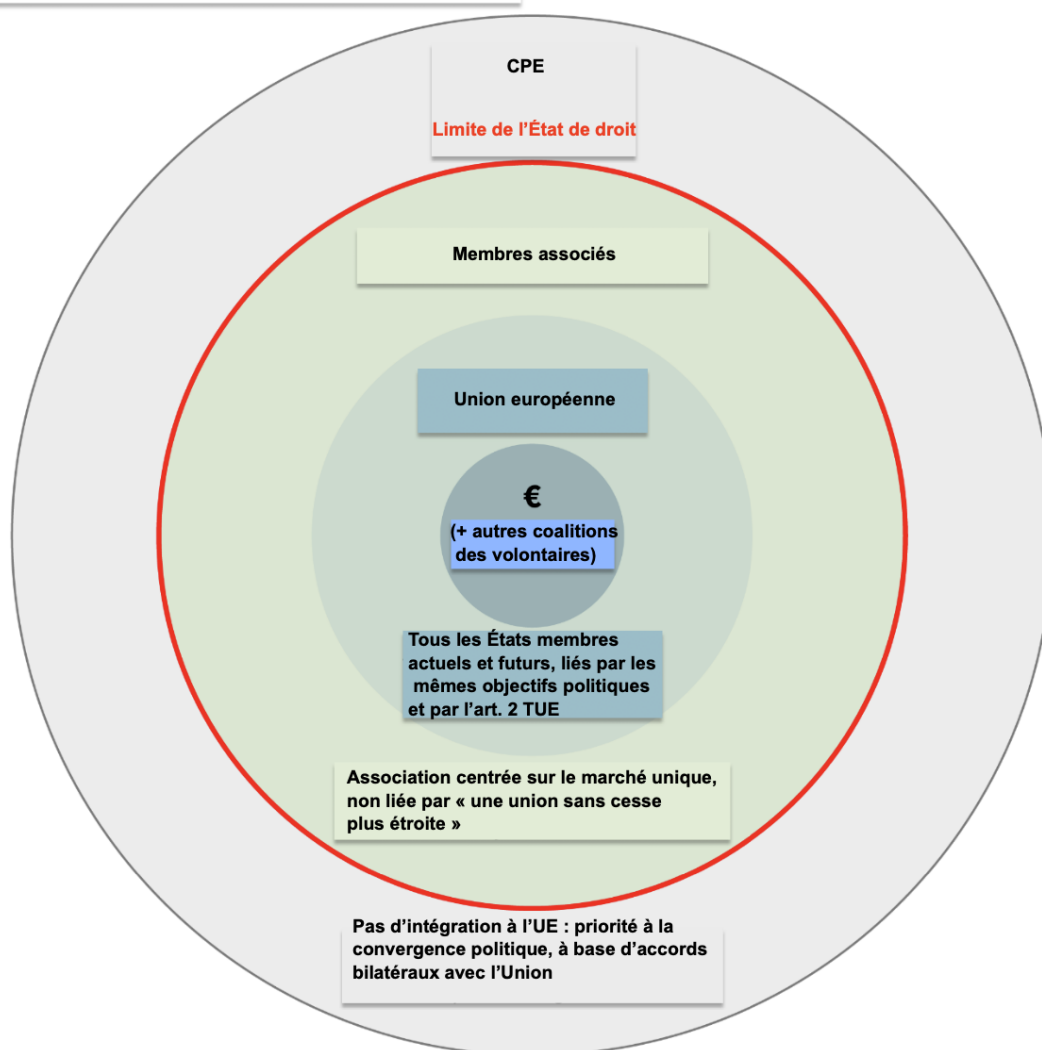 CPE
Limite de l'État de droit
Membres associés
Union européenne
€
(+ autres coalitions
des volontaires)
Tous les États membres
actuels et futurs, liés par les
mêmes objectifs politiques
et par l'art. 2 TUE
Association centrée sur le marché unique,
non liée par « une union sans cesse
plus étroite »
Pas d'intégration à l'UE : priorité à la
convergence politique, à base d'accords
bilatéraux avec l'Union